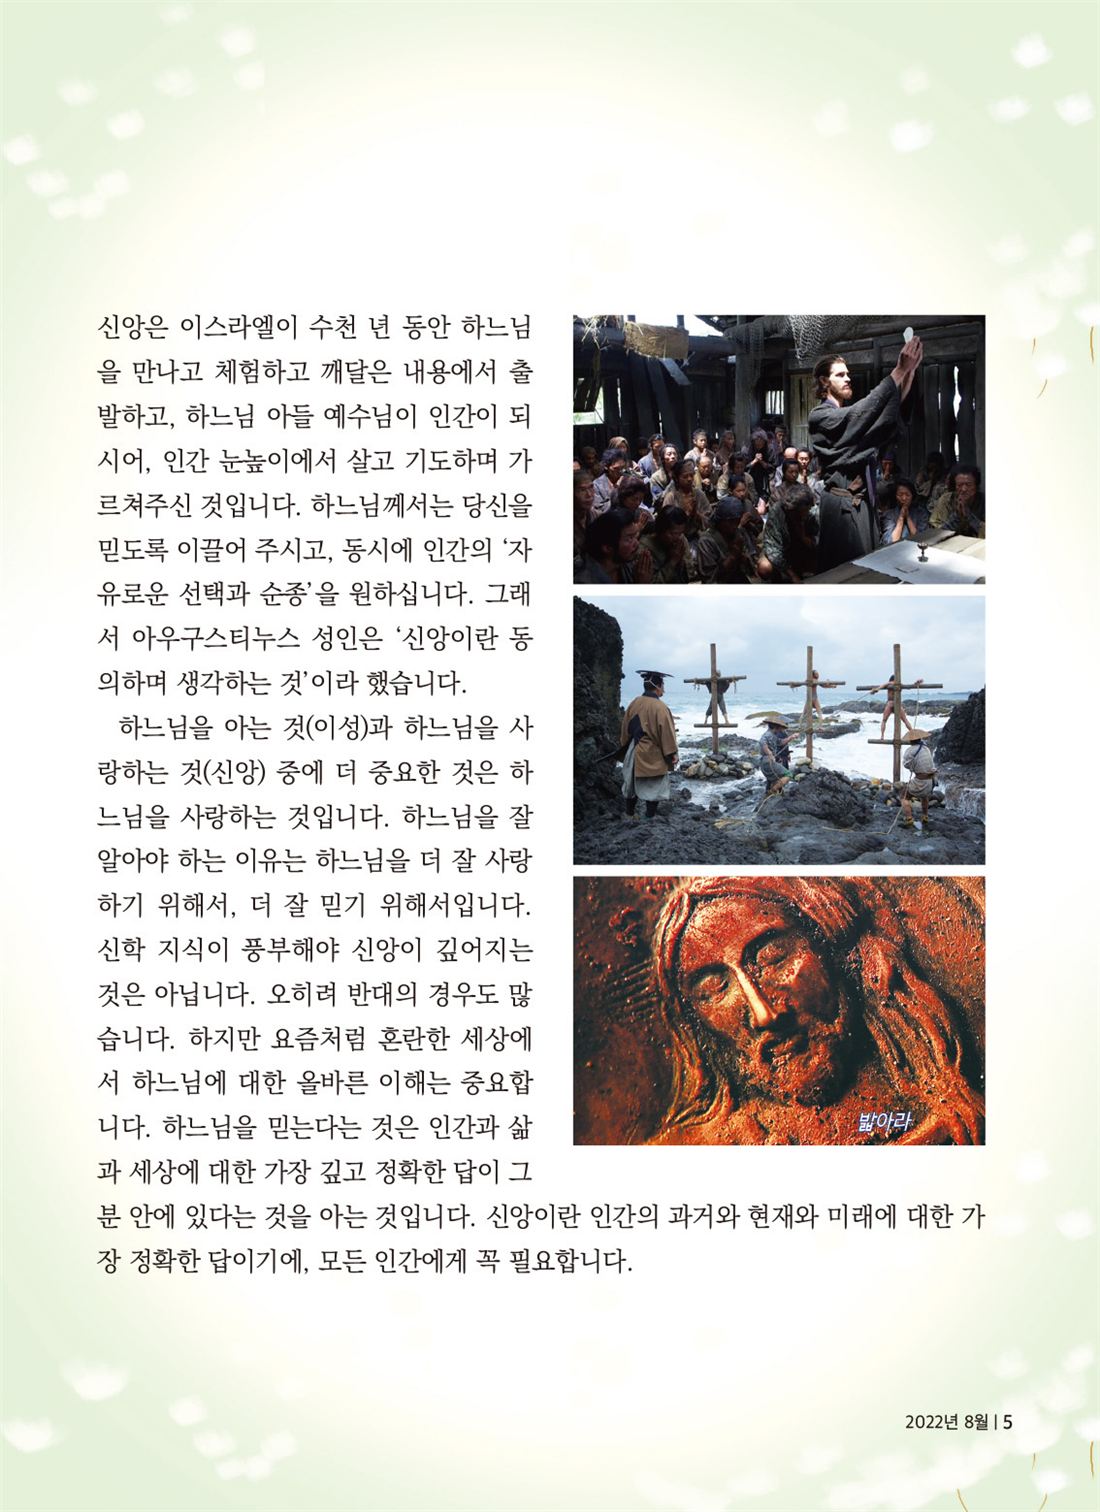 신앙은 이스라엘이 수천 년 동안 하느님
을 만나고 체험하고 깨달은 내용에서 출
발하고, 하느님 아들 예수님이 인간이 되
시어, 인간 눈높이에서 살고 기도하며 가
르쳐주신 것입니다. 하느님께서는 당신을
믿도록 이끌어 주시고, 동시에 인간의 ‘자
유로운 선택과 순종’을 원하십니다. 그래
서 아우구스티누스 성인은 ‘신앙이란 동
의하며 생각하는 것’이라 했습니다.
하느님을 아는 것(이성)과 하느님을 사
랑하는 것(신앙) 중에 더 중요한 것은 하
느님을 사랑하는 것입니다. 하느님을 잘
알아야 하는 이유는 하느님을 더 잘 사랑
하기 위해서, 더 잘 믿기 위해서입니다.
신학 지식이 풍부해야 신앙이 깊어지는
것은 아닙니다. 오히려 반대의 경우도 많
습니다. 하지만 요즘처럼 혼란한 세상에
서 하느님에 대한 올바른 이해는 중요합
니다. 하느님을 믿는다는 것은 인간과 삶
과 세상에 대한 가장 깊고 정확한 답이 그
분 안에 있다는 것을 아는 것입니다. 신앙이란 인간의 과거와 현재와 미래에 대한 가
장 정확한 답이기에, 모든 인간에게 꼭 필요합니다.
밟아라
2022년 8월 | 5